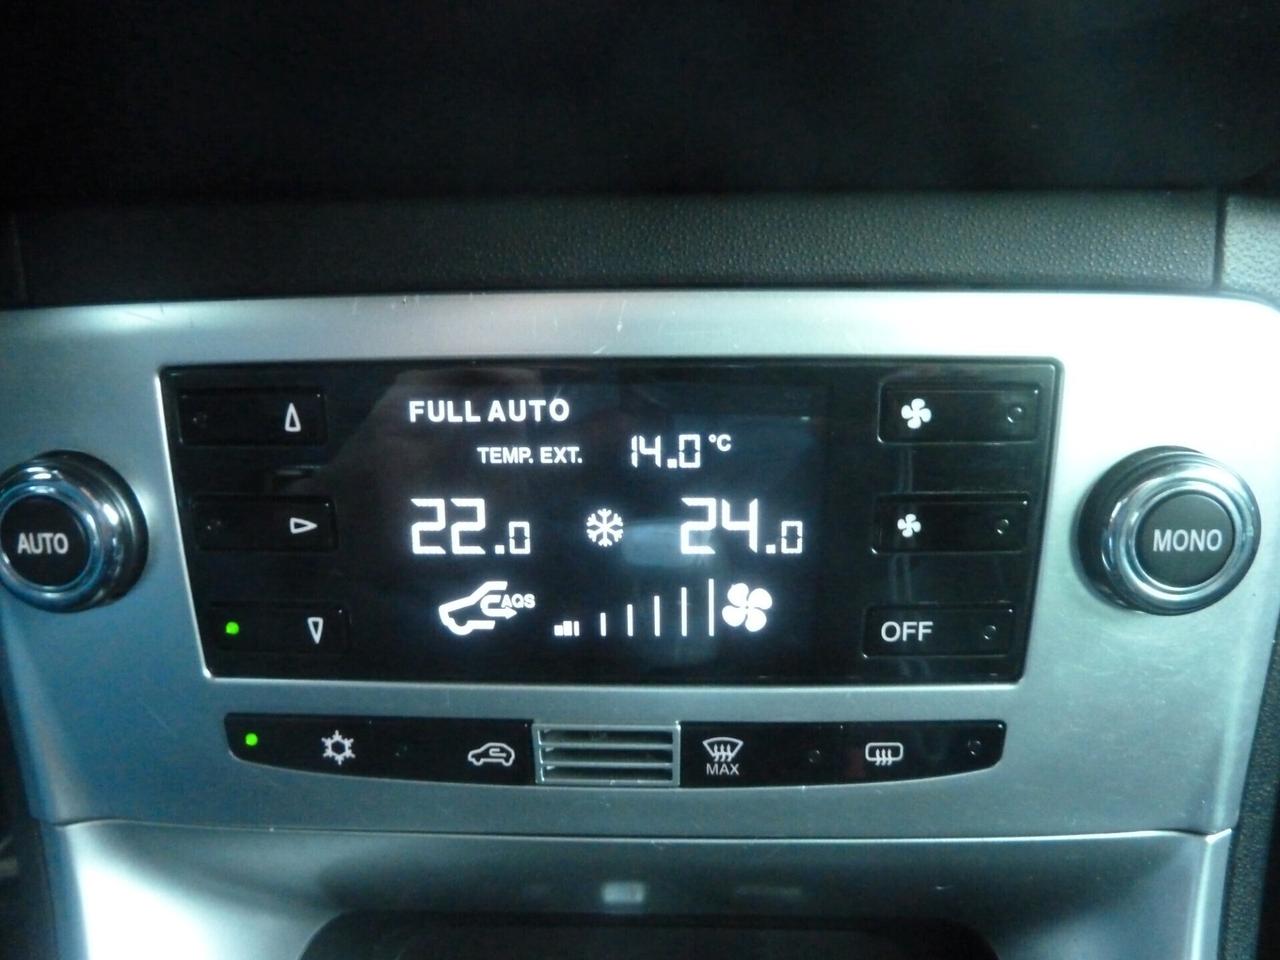 FULL AUTO
TEMP. EXT. 14.0 °C
22.0 24.0
AQS
AUTO
MONO
OFF
MAX